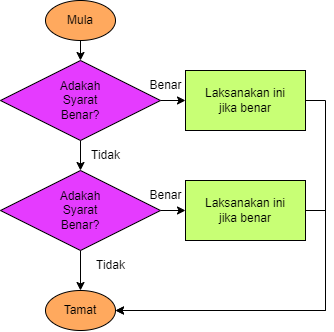 Mula
Adakah
Syarat
Benar?
Benar
Laksanakan ini
jika benar
Tidak
Adakah
Syarat
Benar?
Benar
Laksanakan ini
jika benar
Tidak
Tamat